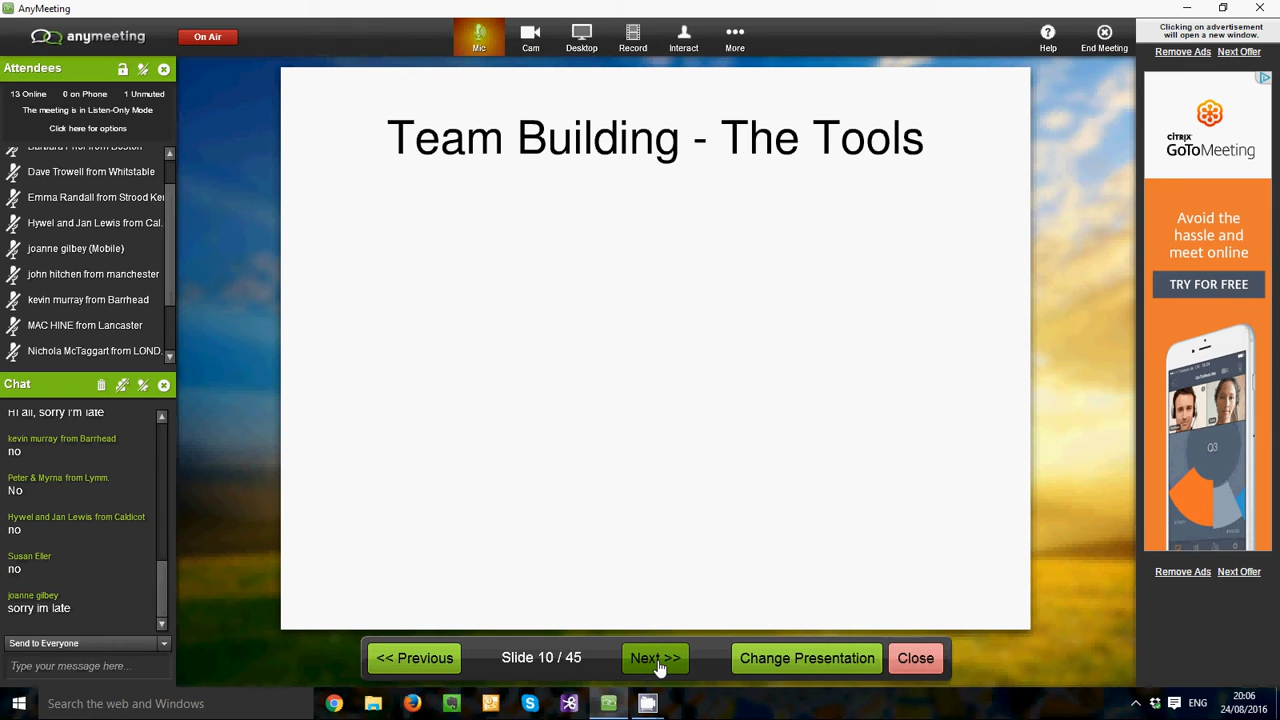 AnyMeeting
anymeeting
On Air
Mic
Cam
Desktop
Record
Interact
More
Help
End Meeting
Clicking on advertisement
will open a new window.
Remove Ads Next Offer
Attendees
13 Online 0 on Phone 1 Unmuted
The meeting is in Listen-Only Mode
Click here for options
Dave Trowell from Whitstable
Emma Randall from Strood Ke
Hywel and Jan Lewis from Cal.
joanne gilbey (Mobile)
john hitchen from manchester
kevin murray from Barrhead
MAC HINE from Lancaster
Nichola McTaggart from LOND.
Chat
Hi all, sorry i'm late
kevin murray from Barrhead
no
Peter & Myrna from Lymm.
No
Hywel and Jan Lewis from Caldicot
no
Susan Eller
no
joanne gilbey
sorry im late
Send to Everyone
Type your message here...
Team Building - The Tools
<< Previous
Slide 10 / 45
Next >>
Change Presentation
Close
CITRIX
GoToMeeting
Avoid the
hassle and
meet online
TRY FOR FREE
Q3
Remove Ads Next Offer
Search the web and Windows
ENG
20:06
24/08/2016